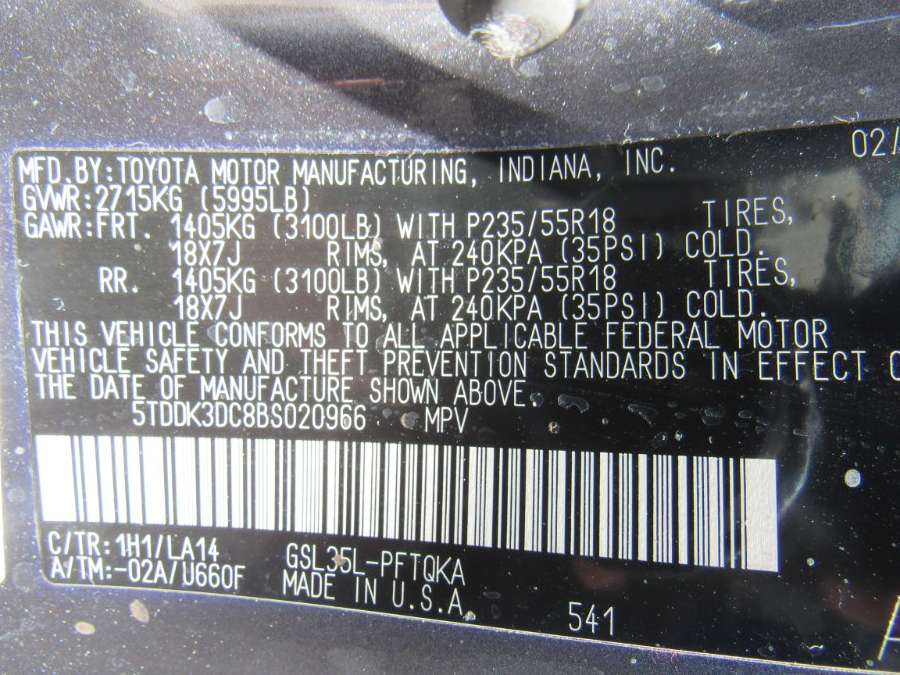 02/
MFD.BY:TOYOTA MOTOR MANUFACTURING, INDIANA, INC.
GVWR:2715KG (5995LB)
GAWR:FRT. 1405KG (3100LB) WITH P235/55R18 TIRES,
18X7J RIMS, AT 240KPA (35PSI) COLD.
RR. 1405KG (3100LB) WITH P235/55R18 TIRES,
18X7J RIMS, AT 240KPA (35PSI) COLD.
THIS VEHICLE CONFORMS TO ALL APPLICABLE FEDERAL MOTOR
VEHICLE SAFETY AND THEFT PREVENTION STANDARDS IN EFFECT
THE DATE OF MANUFACTURE SHOWN ABOVE.
5TDDK3DC8BS020966 MPV
C/TR:1H1/LA14 GSL35L-PFTQKA
A/TM:-02A/U660F MADE IN U.S.A.
541